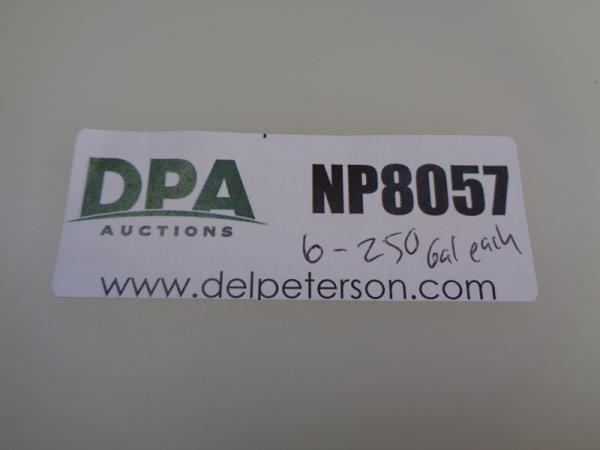 DPA NP8057
AUCTIONS
6-250 Gal each
www.delpeterson.com